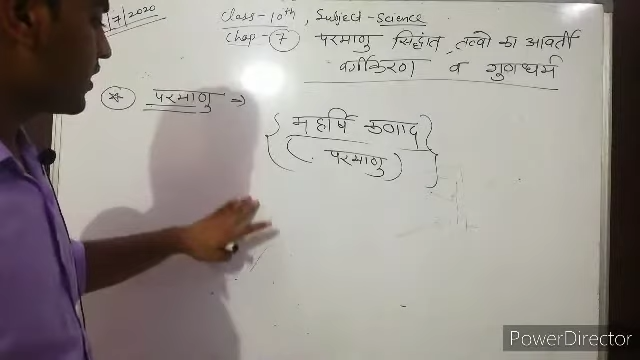 /7/2020
Class-10th, Subject-Science
Chap-7 परमाणु सिद्धांत, तत्वो का आवर्ती
वर्गीकरण व गुणधर्म
* परमाणु ⇒
{महर्षि कणाद}
(परमाणु)
PowerDirector